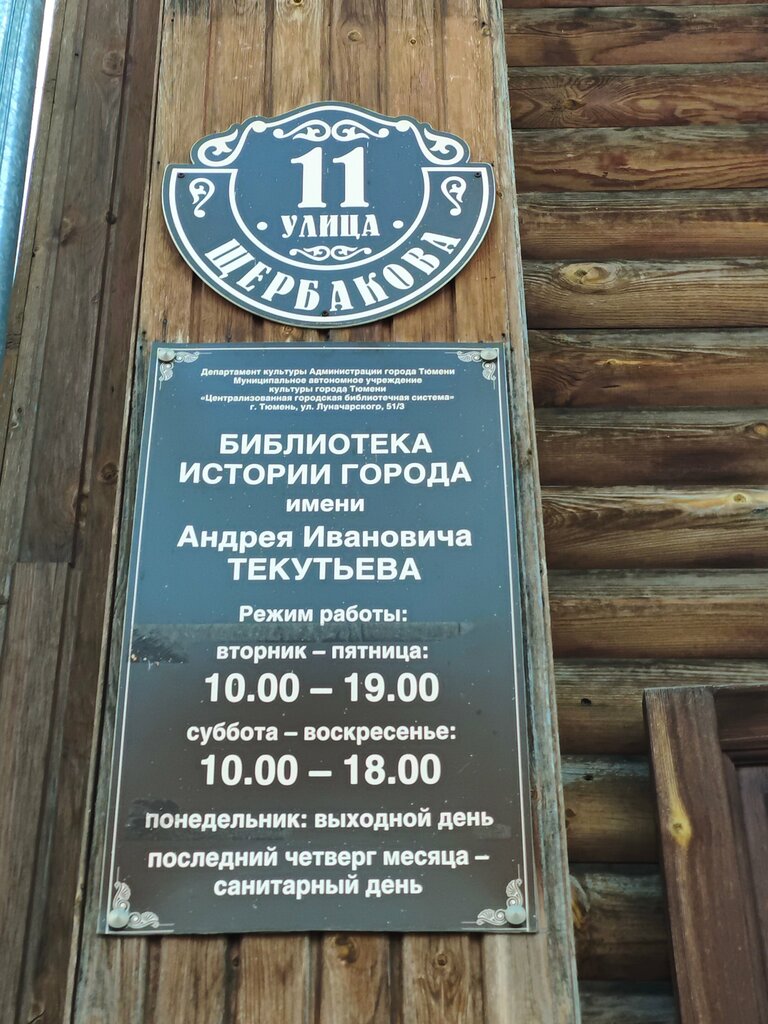 11
УЛИЦА
ЩЕРБАКОВА
Департамент культуры Администрации города Тюмени
Муниципальное автономное учреждение
культуры города Тюмени
«Централизованная городская библиотечная система»
г. Тюмень, ул. Луначарского, 51/3
БИБЛИОТЕКА
ИСТОРИИ ГОРОДА
имени
Андрея Ивановича
ТЕКУТЬЕВА
Режим работы:
вторник – пятница:
10.00 – 19.00
суббота – воскресенье:
10.00 – 18.00
понедельник: выходной день
последний четверг месяца –
санитарный день